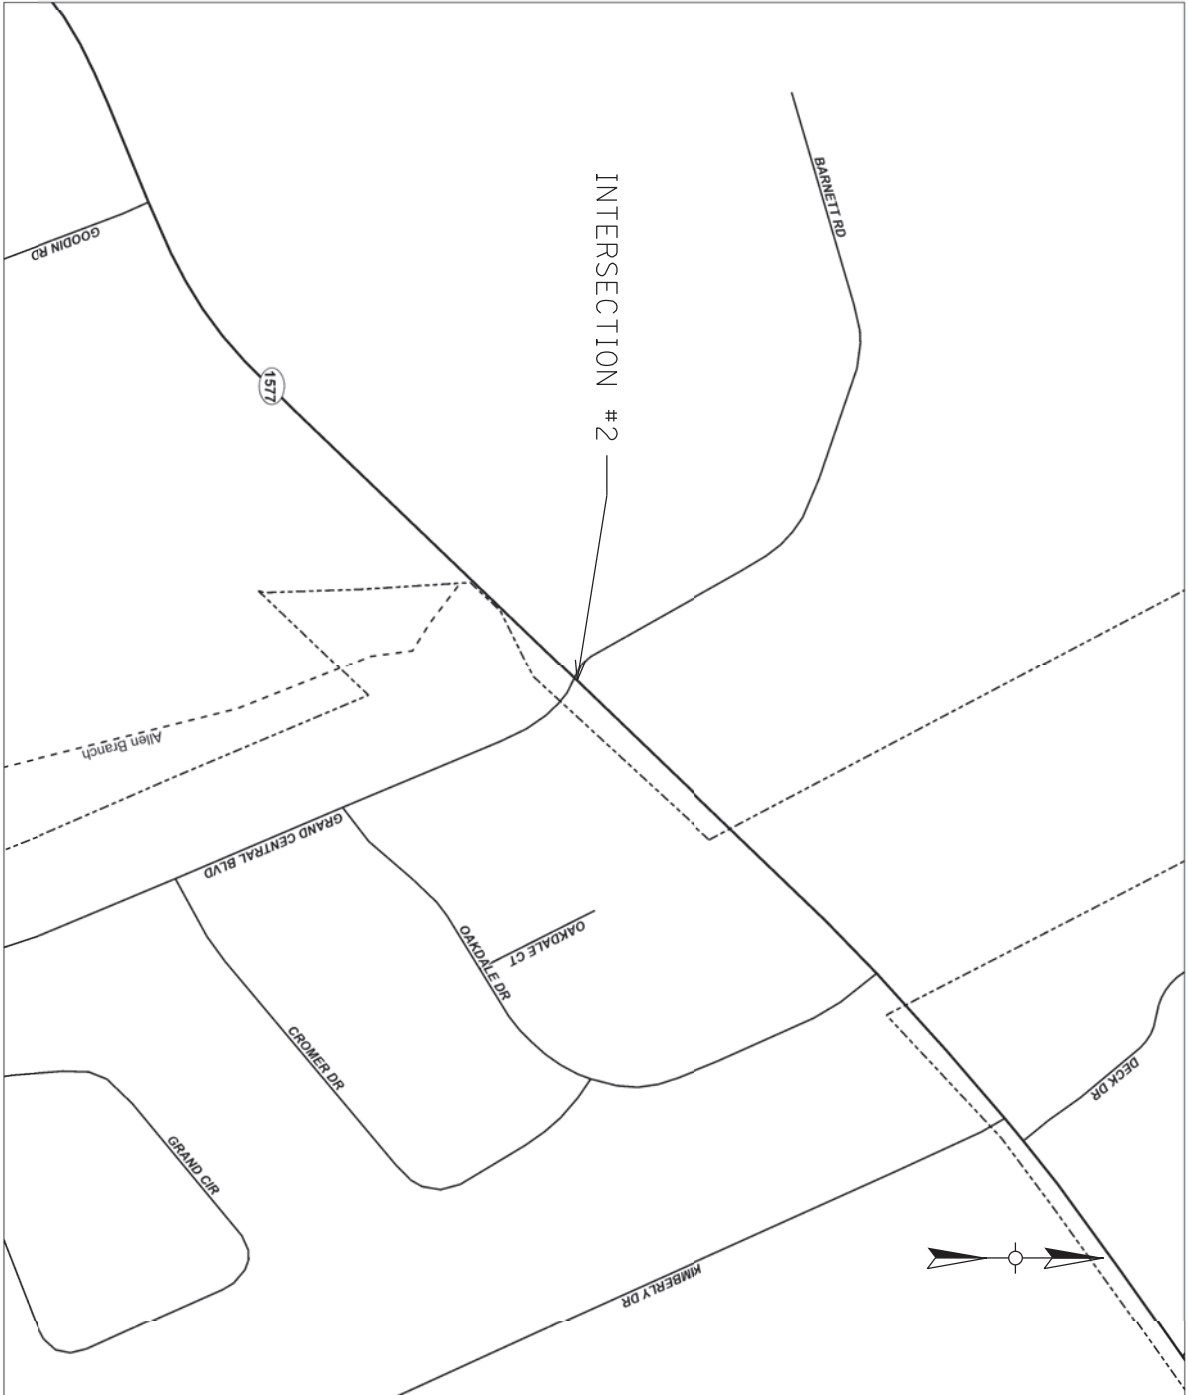 BARNETT RD
INTERSECTION #2
GOODIN RD
1577
Allen Branch
GRAND CENTRAL BLVD
OAKDALE CT
OAKDALE DR
CROMER DR
DECK DR
GRAND CIR
KIMBERLY DR